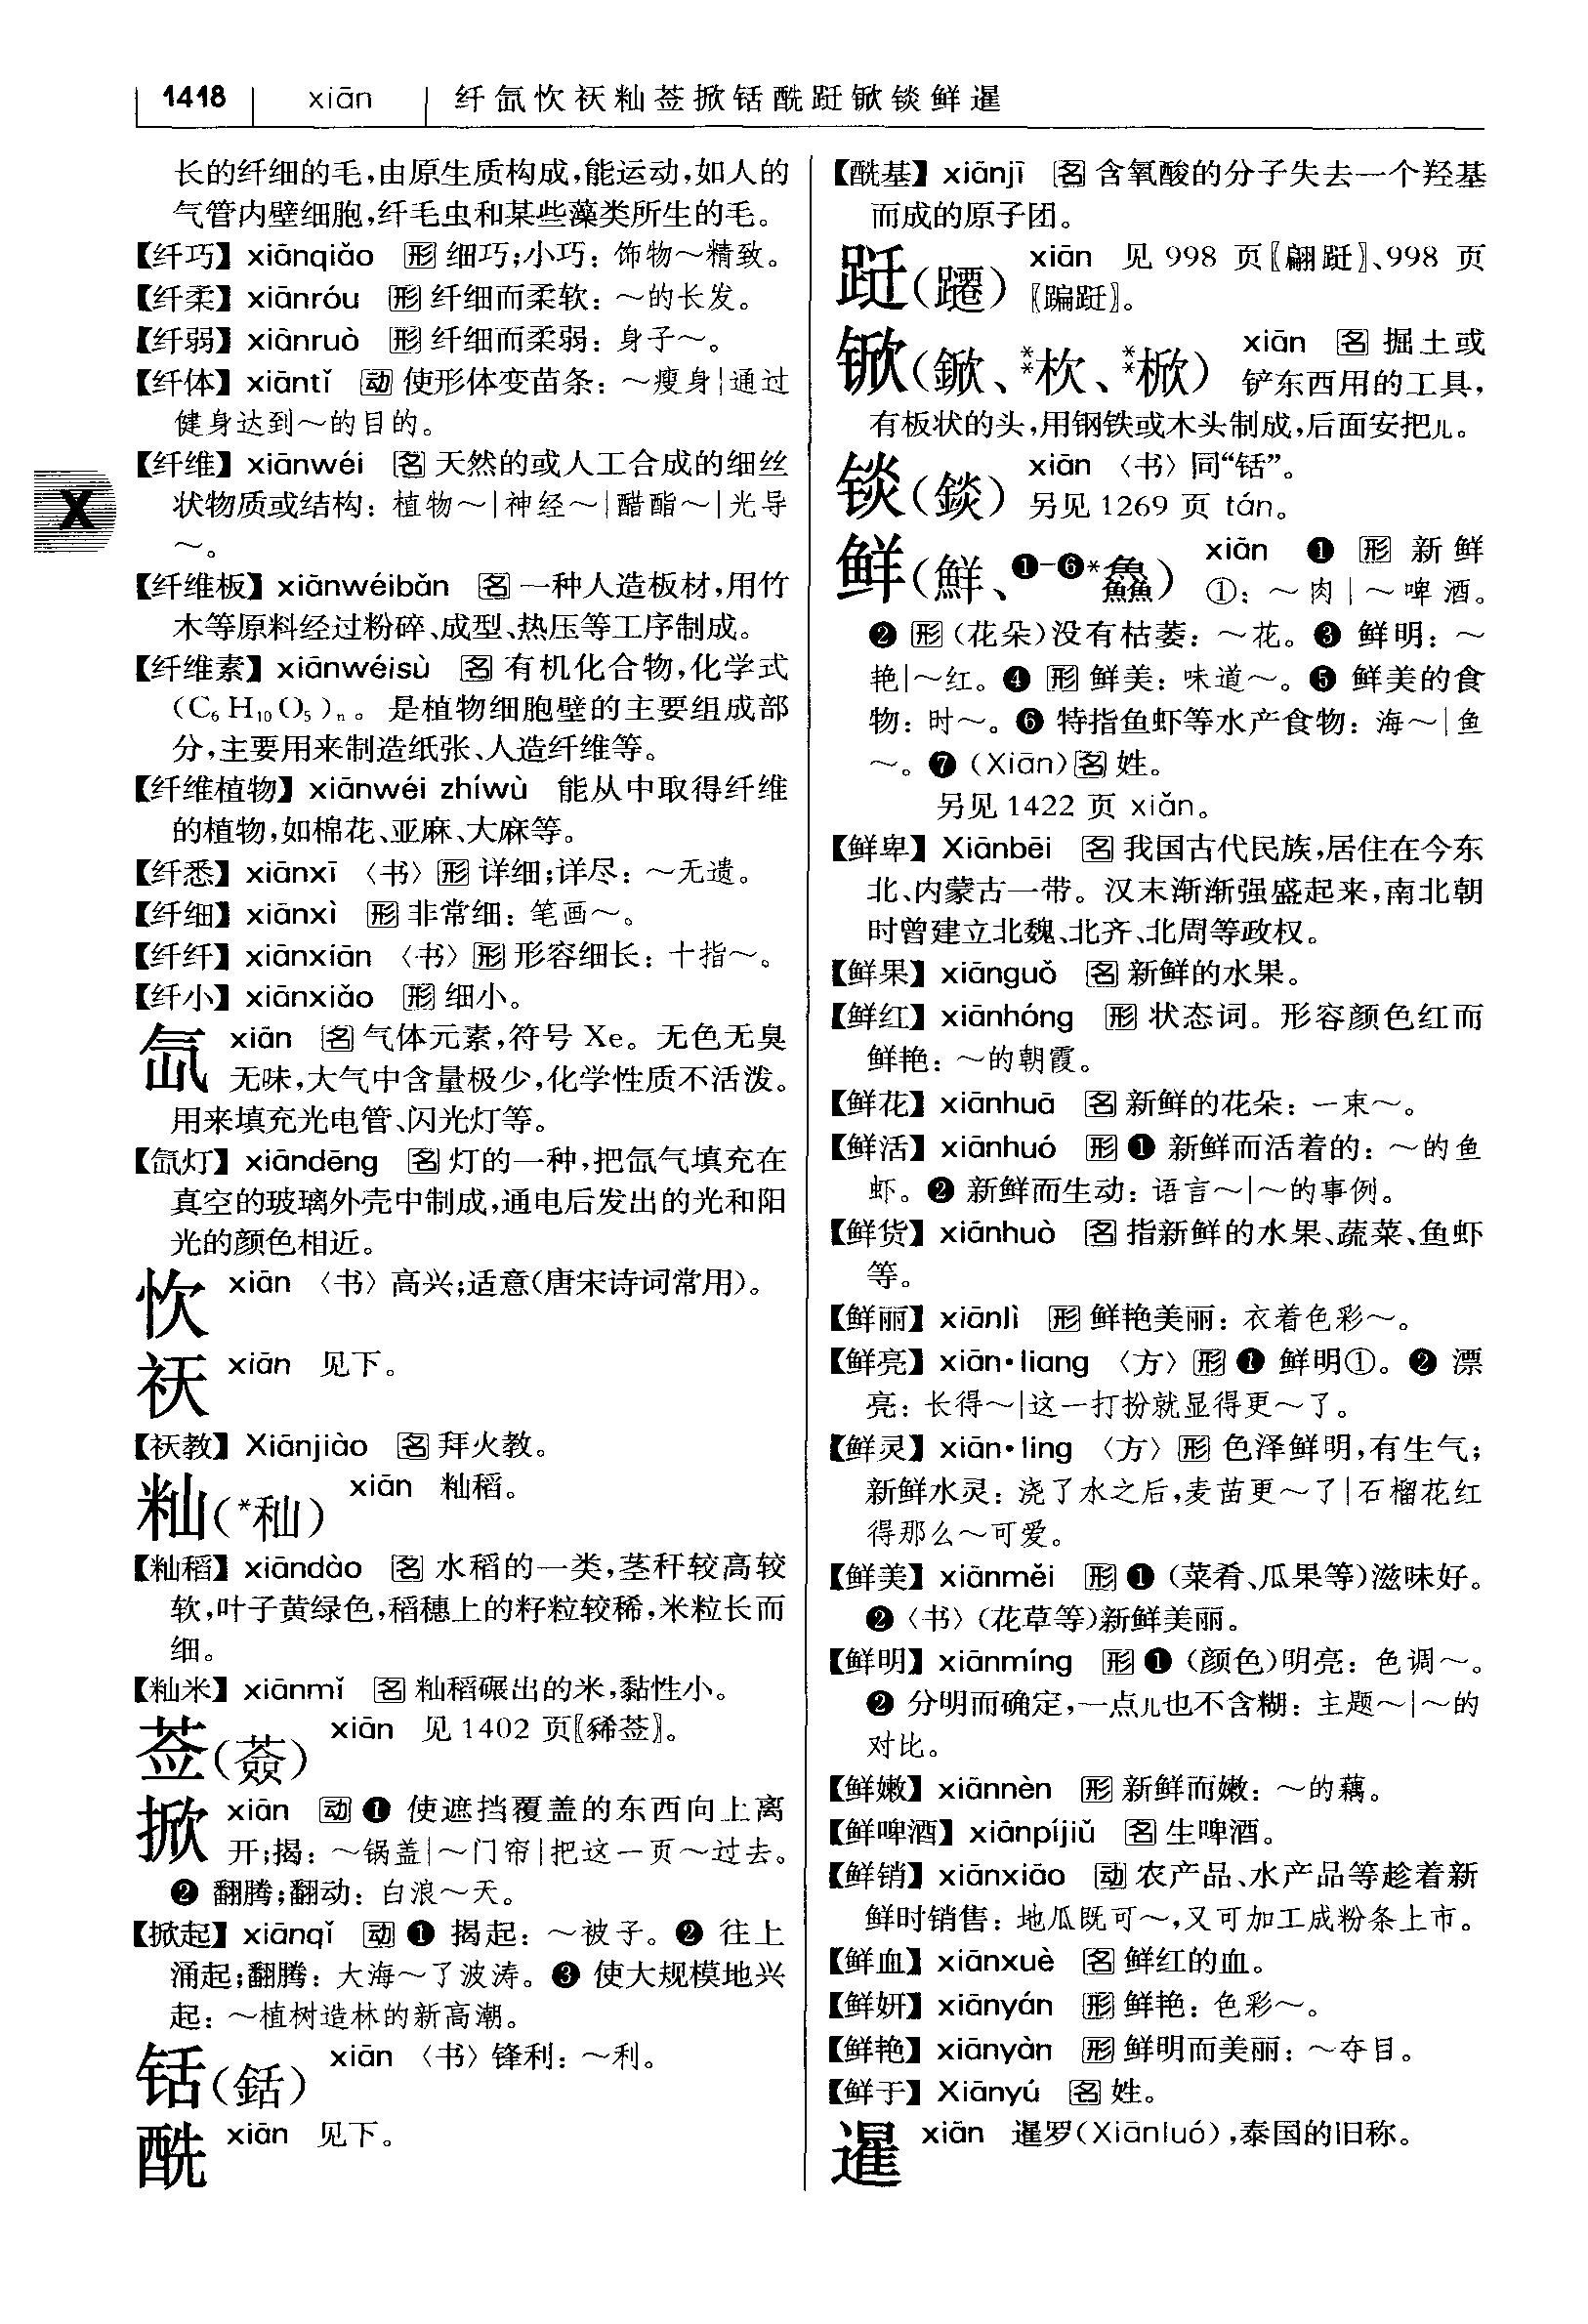 1418 xiān 纤氙忺祆籼莶掀铦酰跹锨锬鲜暹
长的纤细的毛，由原生质构成，能运动，如人的
气管内壁细胞，纤毛虫和某些藻类所生的毛。
【纤巧】xiānqiǎo 形 细巧；小巧：饰物～精致。
【纤柔】xiānróu 形 纤细而柔软：～的长发。
【纤弱】xiānruò 形 纤细而柔弱：身子～。
【纤体】xiāntǐ 动 使形体变苗条：～瘦身|通过
健身达到～的目的。
【纤维】xiānwéi 名 天然的或人工合成的细丝
状物质或结构：植物～|神经～|醋酯～|光导
～。
【纤维板】xiānwéibǎn 名 一种人造板材，用竹
木等原料经过粉碎、成型、热压等工序制成。
【纤维素】xiānwéisù 名 有机化合物，化学式
（C₆H₁₀O₅）ₙ。是植物细胞壁的主要组成部
分，主要用来制造纸张、人造纤维等。
【纤维植物】xiānwéi zhíwù 能从中取得纤维
的植物，如棉花、亚麻、大麻等。
【纤悉】xiānxī 〈书〉形 详细；详尽：～无遗。
【纤细】xiānxì 形 非常细：笔画～。
【纤纤】xiānxiān 〈书〉形 形容细长：十指～。
【纤小】xiānxiǎo 形 细小。
氙 xiān 名 气体元素，符号 Xe。无色无臭
无味，大气中含量极少，化学性质不活泼。
用来填充光电管、闪光灯等。
【氙灯】xiāndēng 名 灯的一种，把氙气填充在
真空的玻璃外壳中制成，通电后发出的光和阳
光的颜色相近。
忺 xiān 〈书〉高兴；适意（唐宋诗词常用）。
祆 xiān 见下。
【祆教】Xiānjiào 名 拜火教。
籼（*秈） xiān 籼稻。
【籼稻】xiāndào 名 水稻的一类，茎秆较高较
软，叶子黄绿色，稻穗上的籽粒较稀，米粒长而
细。
【籼米】xiānmǐ 名 籼稻碾出的米，黏性小。
莶（薟） xiān 见 1402 页〖豨莶〗。
掀 xiān 动 ❶ 使遮挡覆盖的东西向上离
开；揭：～锅盖|～门帘|把这一页～过去。
❷ 翻腾；翻动：白浪～天。
【掀起】xiānqǐ 动 ❶ 揭起：～被子。❷ 往上
涌起；翻腾：大海～了波涛。❸ 使大规模地兴
起：～植树造林的新高潮。
铦（銛） xiān 〈书〉锋利：～利。
酰 xiān 见下。
【酰基】xiānjī 名 含氧酸的分子失去一个羟基
而成的原子团。
跹（躚） xiān 见 998 页〖翩跹〗、998 页
〖蹁跹〗。
锨（鍁、**杴、**㭠） xiān 名 掘土或
铲东西用的工具，
有板状的头，用钢铁或木头制成，后面安把儿。
锬（錟） xiān 〈书〉同“铦”。
另见 1269 页 tán。
鲜（鮮、❶-❻*鱻） xiān ❶ 形 新鲜
①：～肉|～啤酒。
❷ 形（花朵）没有枯萎：～花。❸ 鲜明：～
艳|～红。❹ 形 鲜美：味道～。❺ 鲜美的食
物：时～。❻ 特指鱼虾等水产食物：海～|鱼
～。❼（Xiān）名 姓。
另见 1422 页 xiǎn。
【鲜卑】Xiānbēi 名 我国古代民族，居住在今东
北、内蒙古一带。汉末渐渐强盛起来，南北朝
时曾建立北魏、北齐、北周等政权。
【鲜果】xiānguǒ 名 新鲜的水果。
【鲜红】xiānhóng 形 状态词。形容颜色红而
鲜艳：～的朝霞。
【鲜花】xiānhuā 名 新鲜的花朵：一束～。
【鲜活】xiānhuó 形 ❶ 新鲜而活着的：～的鱼
虾。❷ 新鲜而生动：语言～|～的事例。
【鲜货】xiānhuò 名 指新鲜的水果、蔬菜、鱼虾
等。
【鲜丽】xiānlì 形 鲜艳美丽：衣着色彩～。
【鲜亮】xiān•liang 〈方〉形 ❶ 鲜明①。❷ 漂
亮：长得～|这一打扮就显得更～了。
【鲜灵】xiān•ling 〈方〉形 色泽鲜明，有生气；
新鲜水灵：浇了水之后，麦苗更～了|石榴花红
得那么～可爱。
【鲜美】xiānměi 形 ❶（菜肴、瓜果等）滋味好。
❷〈书〉（花草等）新鲜美丽。
【鲜明】xiānmíng 形 ❶（颜色）明亮：色调～。
❷ 分明而确定，一点儿也不含糊：主题～|～的
对比。
【鲜嫩】xiānnèn 形 新鲜而嫩：～的藕。
【鲜啤酒】xiānpíjiǔ 名 生啤酒。
【鲜销】xiānxiāo 动 农产品、水产品等趁着新
鲜时销售：地瓜既可～，又可加工成粉条上市。
【鲜血】xiānxuè 名 鲜红的血。
【鲜妍】xiānyán 形 鲜艳：色彩～。
【鲜艳】xiānyàn 形 鲜明而美丽：～夺目。
【鲜于】Xiānyú 名 姓。
暹 xiān 暹罗（Xiānluó），泰国的旧称。
X